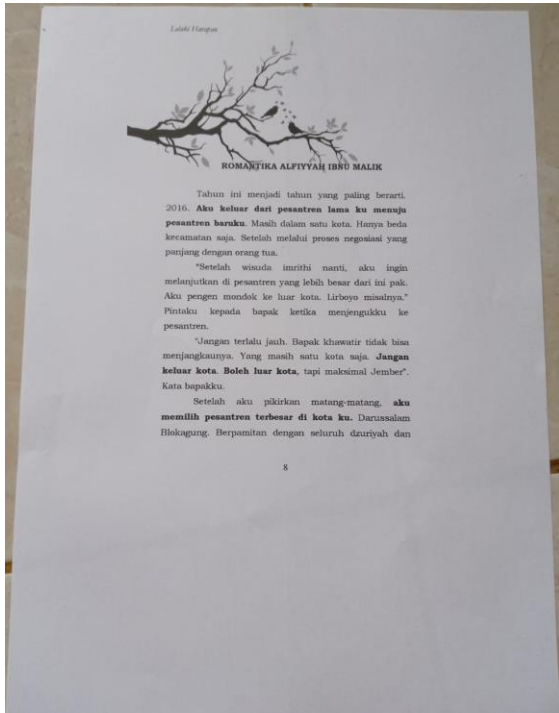 Lelaki Harapan
ROMANTIKA ALFIYYAH IBNU MALIK
Tahun ini menjadi tahun yang paling berarti.
2016. Aku keluar dari pesantren lama ku menuju
pesantren baruku. Masih dalam satu kota. Hanya beda
kecamatan saja. Setelah melalui proses negosiasi yang
panjang dengan orang tua.
"Setelah wisuda imrithi nanti, aku ingin
melanjutkan di pesantren yang lebih besar dari ini pak.
Aku pengen mondok ke luar kota. Lirboyo misalnya."
Pintaku kepada bapak ketika menjengukku ke
pesantren.
"Jangan terlalu jauh. Bapak khawatir tidak bisa
menjangkaunya. Yang masih satu kota saja. Jangan
keluar kota. Boleh luar kota, tapi maksimal Jember".
Kata bapakku.
Setelah aku pikirkan matang-matang, aku
memilih pesantren terbesar di kota ku. Darussalam
Blokagung. Berpamitan dengan seluruh dzuriyah dan
8